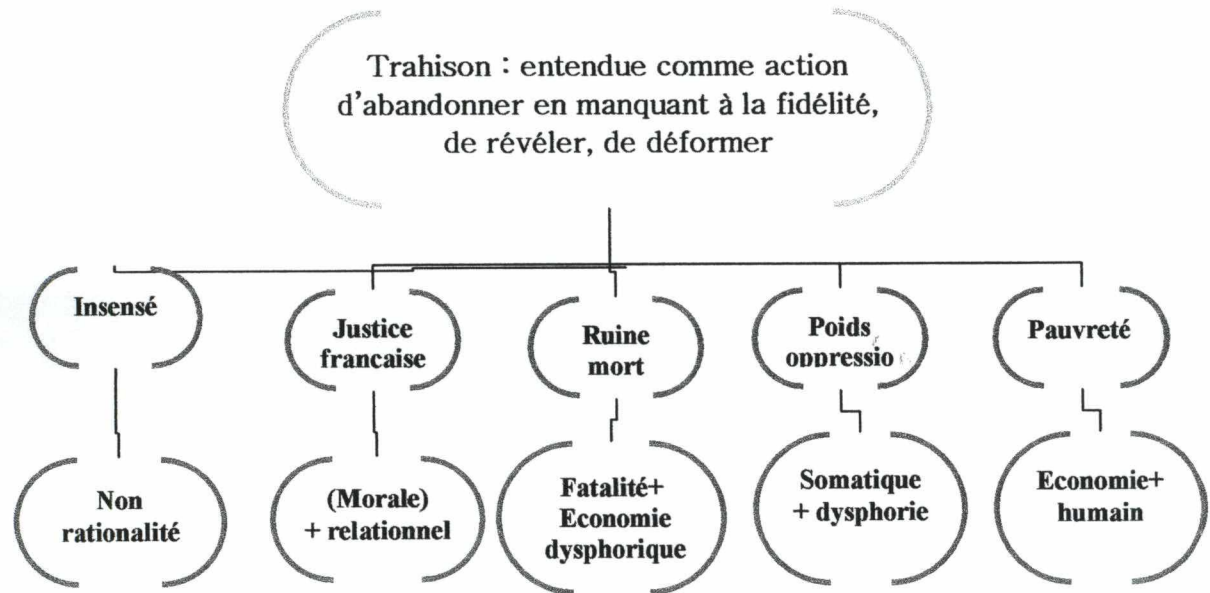 Trahison : entendue comme action
d'abandonner en manquant à la fidélité,
de révéler, de déformer
Insensé
Justice
francaise
Ruine
mort
Poids
oppressio
Pauvreté
Non
rationalité
(Morale)
+ relationnel
Fatalité+
Economie
dysphorique
Somatique
+ dysphorie
Economie+
humain